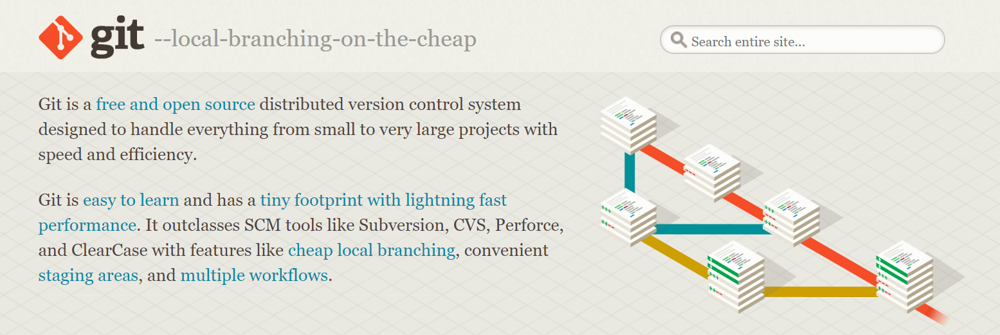 git --local-branching-on-the-cheap
Search entire site...
Git is a free and open source distributed version control system
designed to handle everything from small to very large projects with
speed and efficiency.
Git is easy to learn and has a tiny footprint with lightning fast
performance. It outclasses SCM tools like Subversion, CVS, Perforce,
and ClearCase with features like cheap local branching, convenient
staging areas, and multiple workflows.